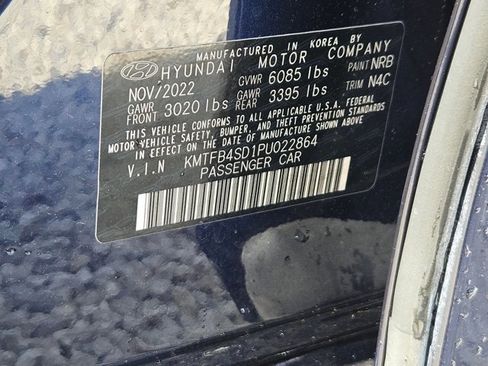 MANUFACTURED IN KOREA BY
HYUNDAI MOTOR COMPANY
NOV/2022 GVWR 6085 lbs PAINT NRB
GAWR FRONT 3020 lbs GAWR REAR 3395 lbs TRIM N4C
THIS VEHICLE CONFORMS TO ALL APPLICABLE U.S.A. FEDERAL
MOTOR VEHICLE SAFETY, BUMPER, AND THEFT PREVENTION STANDARDS
IN EFFECT ON THE DATE OF MANUFACTURE SHOWN ABOVE.
V.I.N KMTFB4SD1PU022864
PASSENGER CAR